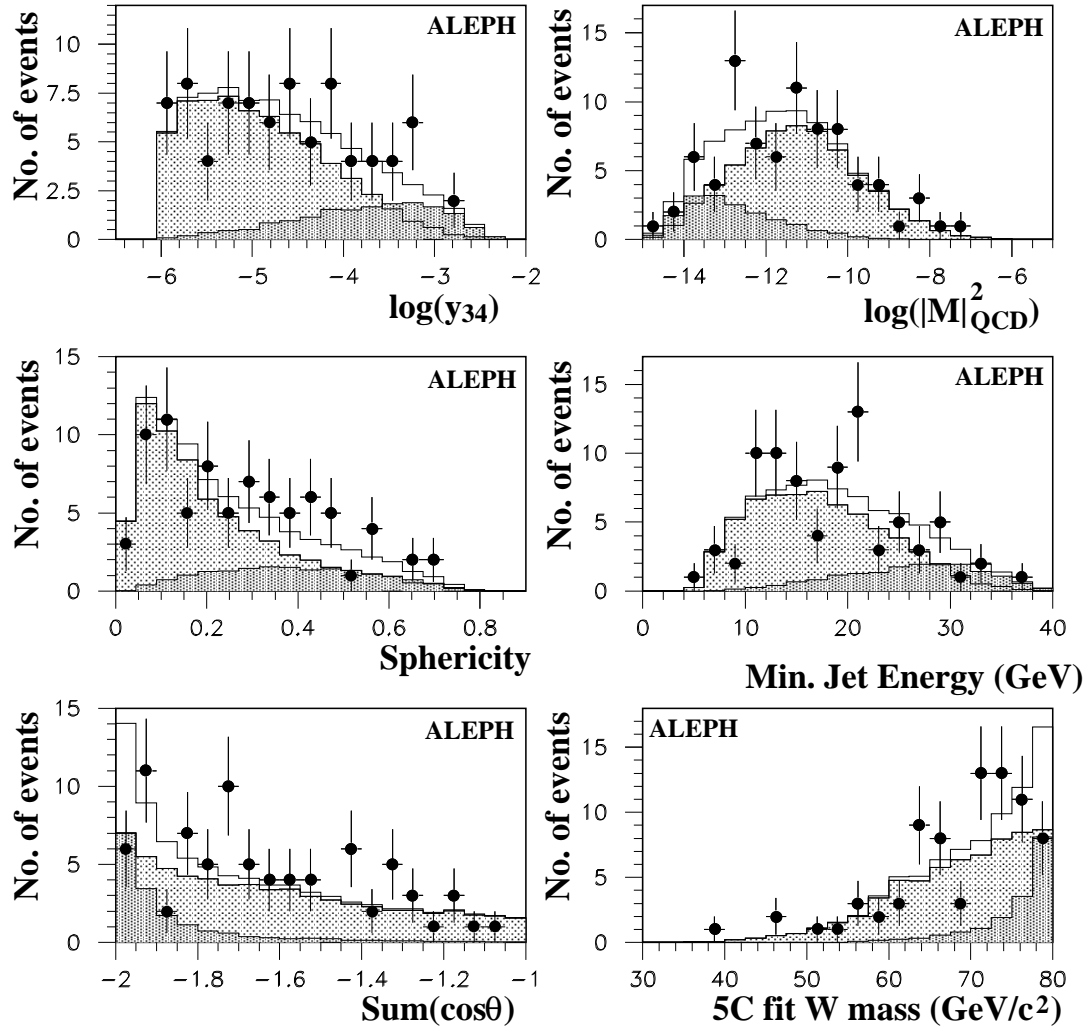 No. of events
ALEPH
10
7.5
5
2.5
0
−6 −5 −4 −3 −2
log(y34)
No. of events
ALEPH
15
10
5
0
−14 −12 −10 −8 −6
log(|M|²QCD)
No. of events
ALEPH
15
10
5
0
0 0.2 0.4 0.6 0.8
Sphericity
No. of events
ALEPH
15
10
5
0
0 10 20 30 40
Min. Jet Energy (GeV)
No. of events
ALEPH
15
10
5
0
−2 −1.8 −1.6 −1.4 −1.2 −1
Sum(cosθ)
No. of events
ALEPH
15
10
5
0
30 40 50 60 70 80
5C fit W mass (GeV/c²)